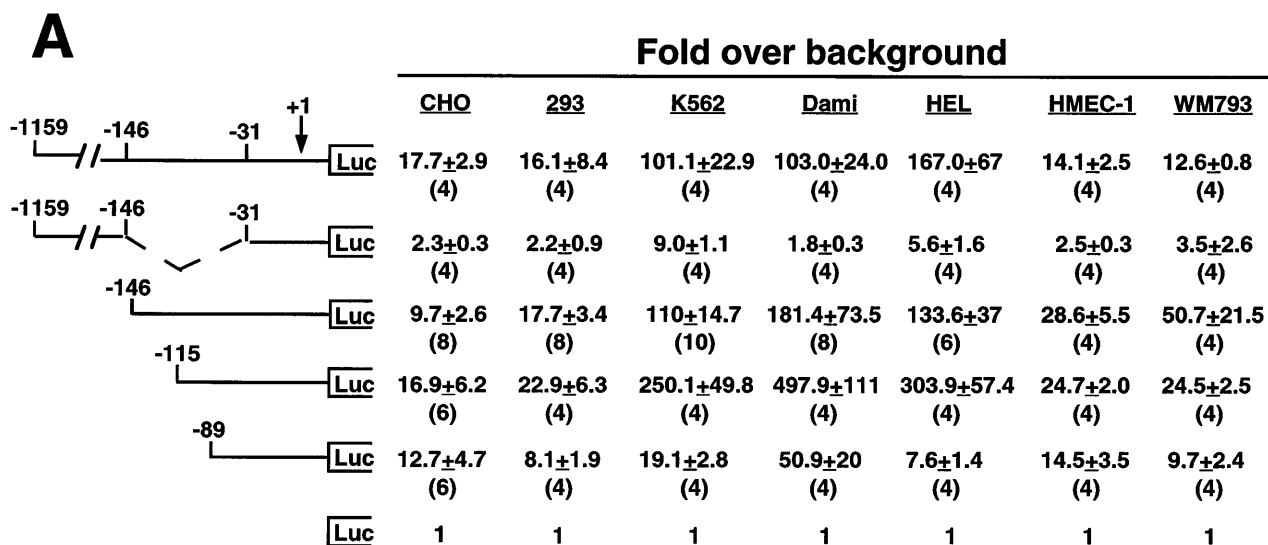 A
Fold over background
CHO 293 K562 Dami HEL HMEC-1 WM793
+1
-1159 -146 -31
Luc 17.7±2.9 16.1±8.4 101.1±22.9 103.0±24.0 167.0±67 14.1±2.5 12.6±0.8
(4) (4) (4) (4) (4) (4) (4)
-1159 -146 -31
Luc 2.3±0.3 2.2±0.9 9.0±1.1 1.8±0.3 5.6±1.6 2.5±0.3 3.5±2.6
(4) (4) (4) (4) (4) (4) (4)
-146
Luc 9.7±2.6 17.7±3.4 110±14.7 181.4±73.5 133.6±37 28.6±5.5 50.7±21.5
(8) (8) (10) (8) (6) (4) (4)
-115
Luc 16.9±6.2 22.9±6.3 250.1±49.8 497.9±111 303.9±57.4 24.7±2.0 24.5±2.5
(6) (4) (4) (4) (4) (4) (4)
-89
Luc 12.7±4.7 8.1±1.9 19.1±2.8 50.9±20 7.6±1.4 14.5±3.5 9.7±2.4
(6) (4) (4) (4) (4) (4) (4)
Luc 1 1 1 1 1 1 1